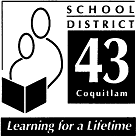 SCHOOL
DISTRICT
43
Coquitlam
Learning for a Lifetime